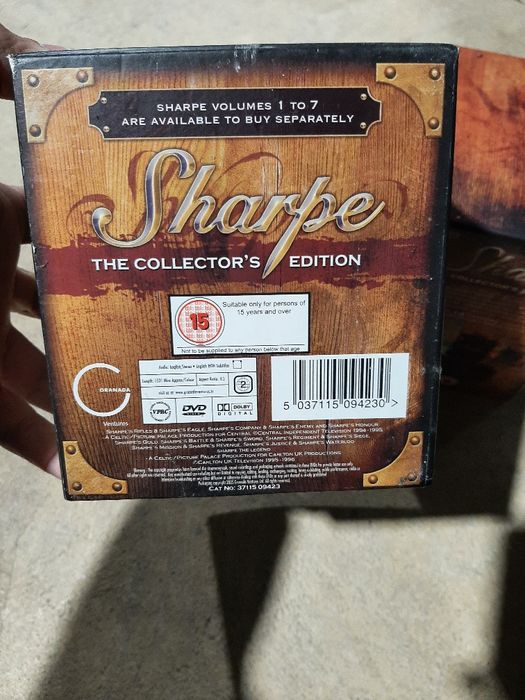 SHARPE VOLUMES 1 TO 7
ARE AVAILABLE TO BUY SEPARATELY
Sharpe
THE COLLECTOR'S EDITION
15
Suitable only for persons of
15 years and over
Not to be supplied to any person below that age
GRANADA
Ventures
2
VPRC
DVD
VIDEO
DOLBY
DIGITAL
5 037115 094230 >
SHARPE'S RIFLES & SHARPE'S EAGLE, SHARPE'S COMPANY & SHARPE'S ENEMY AND SHARPE'S HONOUR
A CELTIC/PICTURE PALACE PRODUCTION FOR CENTRAL ©CENTRAL INDEPENDENT TELEVISION 1994-1995.
SHARPE'S GOLD, SHARPE'S BATTLE & SHARPE'S SWORD, SHARPE'S REGIMENT & SHARPE'S SIEGE,
SHARPE'S MISSION & SHARPE'S REVENGE, SHARPE'S JUSTICE & SHARPE'S WATERLOO
SHARPE THE LEGEND
A CELTIC/PICTURE PALACE PRODUCTION FOR CARLTON UK PRODUCTIONS
CARLTON UK TELEVISION 1995-1996
CAT NO: 37115 09423
Sharpe